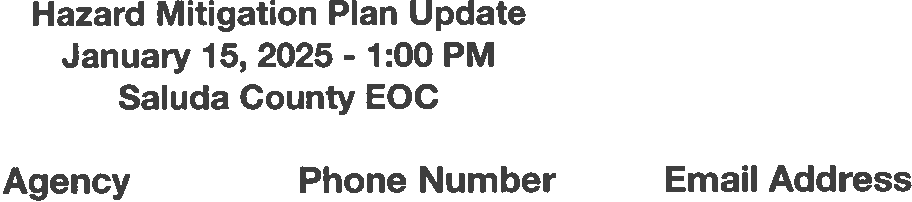 Hazard Mitigation Plan Update
January 15, 2025 - 1:00 PM
Saluda County EOC
Agency Phone Number Email Address